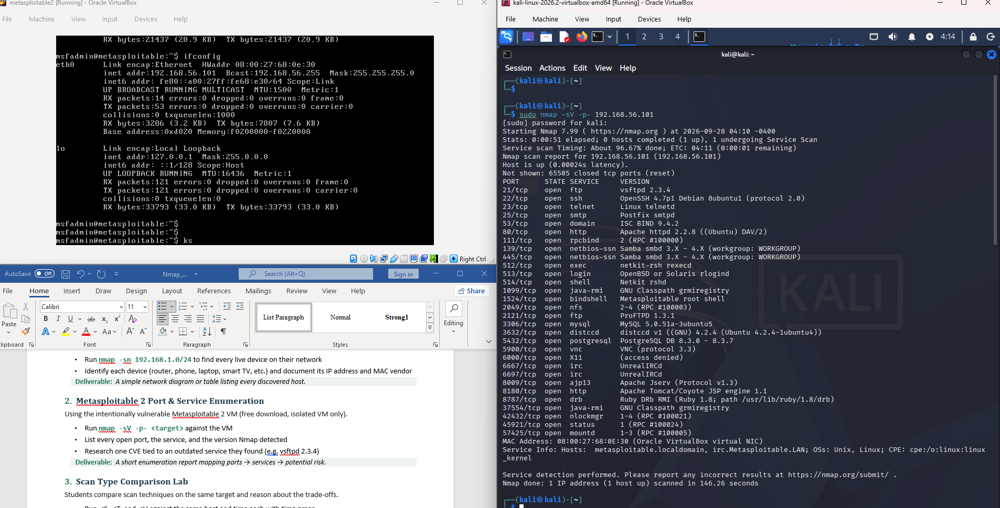 metasploitable2 [Running] - Oracle VirtualBox
File Machine View Input Devices Help
RX bytes:21437 (20.9 KB)  TX bytes:21437 (20.9 KB)
msfadmin@metasploitable:~$ ifconfig
eth0 Link encap:Ethernet  HWaddr 08:00:27:68:0e:30
inet addr:192.168.56.101  Bcast:192.168.56.255  Mask:255.255.255.0
inet6 addr: fe80::a00:27ff:fe68:e30/64 Scope:Link
UP BROADCAST RUNNING MULTICAST  MTU:1500  Metric:1
RX packets:14 errors:0 dropped:0 overruns:0 frame:0
TX packets:53 errors:0 dropped:0 overruns:0 carrier:0
collisions:0 txqueuelen:1000
RX bytes:3286 (3.2 KB)  TX bytes:7807 (7.6 KB)
Base address:0xd020 Memory:f0200000-f0220000
lo Link encap:Local Loopback
inet addr:127.0.0.1  Mask:255.0.0.0
inet6 addr: ::1/128 Scope:Host
UP LOOPBACK RUNNING  MTU:16436  Metric:1
RX packets:121 errors:0 dropped:0 overruns:0 frame:0
TX packets:121 errors:0 dropped:0 overruns:0 carrier:0
collisions:0 txqueuelen:0
RX bytes:33793 (33.0 KB)  TX bytes:33793 (33.0 KB)
msfadmin@metasploitable:~$
msfadmin@metasploitable:~$
msfadmin@metasploitable:~$ ks
Right Ctrl
AutoSave Off Nmap_... Search (Alt+Q) Sign in
File Home Insert Draw Design Layout References Mailings Review View Help Share
Paste Calibri 11 List Paragraph Normal Strong1 Editing
lipboard Font Paragraph Styles
• Run nmap -sn 192.168.1.0/24 to find every live device on their network
• Identify each device (router, phone, laptop, smart TV, etc.) and document its IP address and MAC vendor
Deliverable: A simple network diagram or table listing every discovered host.
2. Metasploitable 2 Port & Service Enumeration
Using the intentionally vulnerable Metasploitable 2 VM (free download, isolated VM only).
• Run nmap -sV -p- <target> against the VM
• List every open port, the service, and the version Nmap detected
• Research one CVE tied to an outdated service they found (e.g. vsftpd 2.3.4)
Deliverable: A short enumeration report mapping ports → services → potential risk.
3. Scan Type Comparison Lab
Students compare scan techniques on the same target and reason about the trade-offs.
kali-linux-2026.2-virtualbox-amd64 [Running] - Oracle VirtualBox
File Machine View Input Devices Help
1 2 3 4 4:14
kali@kali: ~
Session Actions Edit View Help
┌──(kali㉿kali)-[~]
└─$
┌──(kali㉿kali)-[~]
└─$ sudo nmap -sV -p- 192.168.56.101
[sudo] password for kali:
Starting Nmap 7.99 ( https://nmap.org ) at 2026-09-28 04:10 -0400
Stats: 0:00:51 elapsed; 0 hosts completed (1 up), 1 undergoing Service Scan
Service scan Timing: About 96.67% done; ETC: 04:11 (0:00:01 remaining)
Nmap scan report for 192.168.56.101 (192.168.56.101)
Host is up (0.00024s latency).
Not shown: 65505 closed tcp ports (reset)
PORT STATE SERVICE VERSION
21/tcp open ftp vsftpd 2.3.4
22/tcp open ssh OpenSSH 4.7p1 Debian 8ubuntu1 (protocol 2.0)
23/tcp open telnet Linux telnetd
25/tcp open smtp Postfix smtpd
53/tcp open domain ISC BIND 9.4.2
80/tcp open http Apache httpd 2.2.8 ((Ubuntu) DAV/2)
111/tcp open rpcbind 2 (RPC #100000)
139/tcp open netbios-ssn Samba smbd 3.X - 4.X (workgroup: WORKGROUP)
445/tcp open netbios-ssn Samba smbd 3.X - 4.X (workgroup: WORKGROUP)
512/tcp open exec netkit-rsh rexecd
513/tcp open login OpenBSD or Solaris rlogind
514/tcp open shell Netkit rshd
1099/tcp open java-rmi GNU Classpath grmiregistry
1524/tcp open bindshell Metasploitable root shell
2049/tcp open nfs 2-4 (RPC #100003)
2121/tcp open ftp ProFTPD 1.3.1
3306/tcp open mysql MySQL 5.0.51a-3ubuntu5
3632/tcp open distccd distccd v1 ((GNU) 4.2.4 (Ubuntu 4.2.4-1ubuntu4))
5432/tcp open postgresql PostgreSQL DB 8.3.0 - 8.3.7
5900/tcp open vnc VNC (protocol 3.3)
6000/tcp open X11 (access denied)
6667/tcp open irc UnrealIRCd
6697/tcp open irc UnrealIRCd
8009/tcp open ajp13 Apache Jserv (Protocol v1.3)
8180/tcp open http Apache Tomcat/Coyote JSP engine 1.1
8787/tcp open drb Ruby DRb RMI (Ruby 1.8; path /usr/lib/ruby/1.8/drb)
37554/tcp open java-rmi GNU Classpath grmiregistry
42432/tcp open nlockmgr 1-4 (RPC #100021)
45921/tcp open status 1 (RPC #100024)
57425/tcp open mountd 1-3 (RPC #100005)
MAC Address: 08:00:27:68:0E:30 (Oracle VirtualBox virtual NIC)
Service Info: Hosts:  metasploitable.localdomain, irc.Metasploitable.LAN; OSs: Unix, Linux; CPE: cpe:/o:linux:linux
_kernel
Service detection performed. Please report any incorrect results at https://nmap.org/submit/ .
Nmap done: 1 IP address (1 host up) scanned in 146.26 seconds
┌──(kali㉿kali)-[~]
└─$
KALI